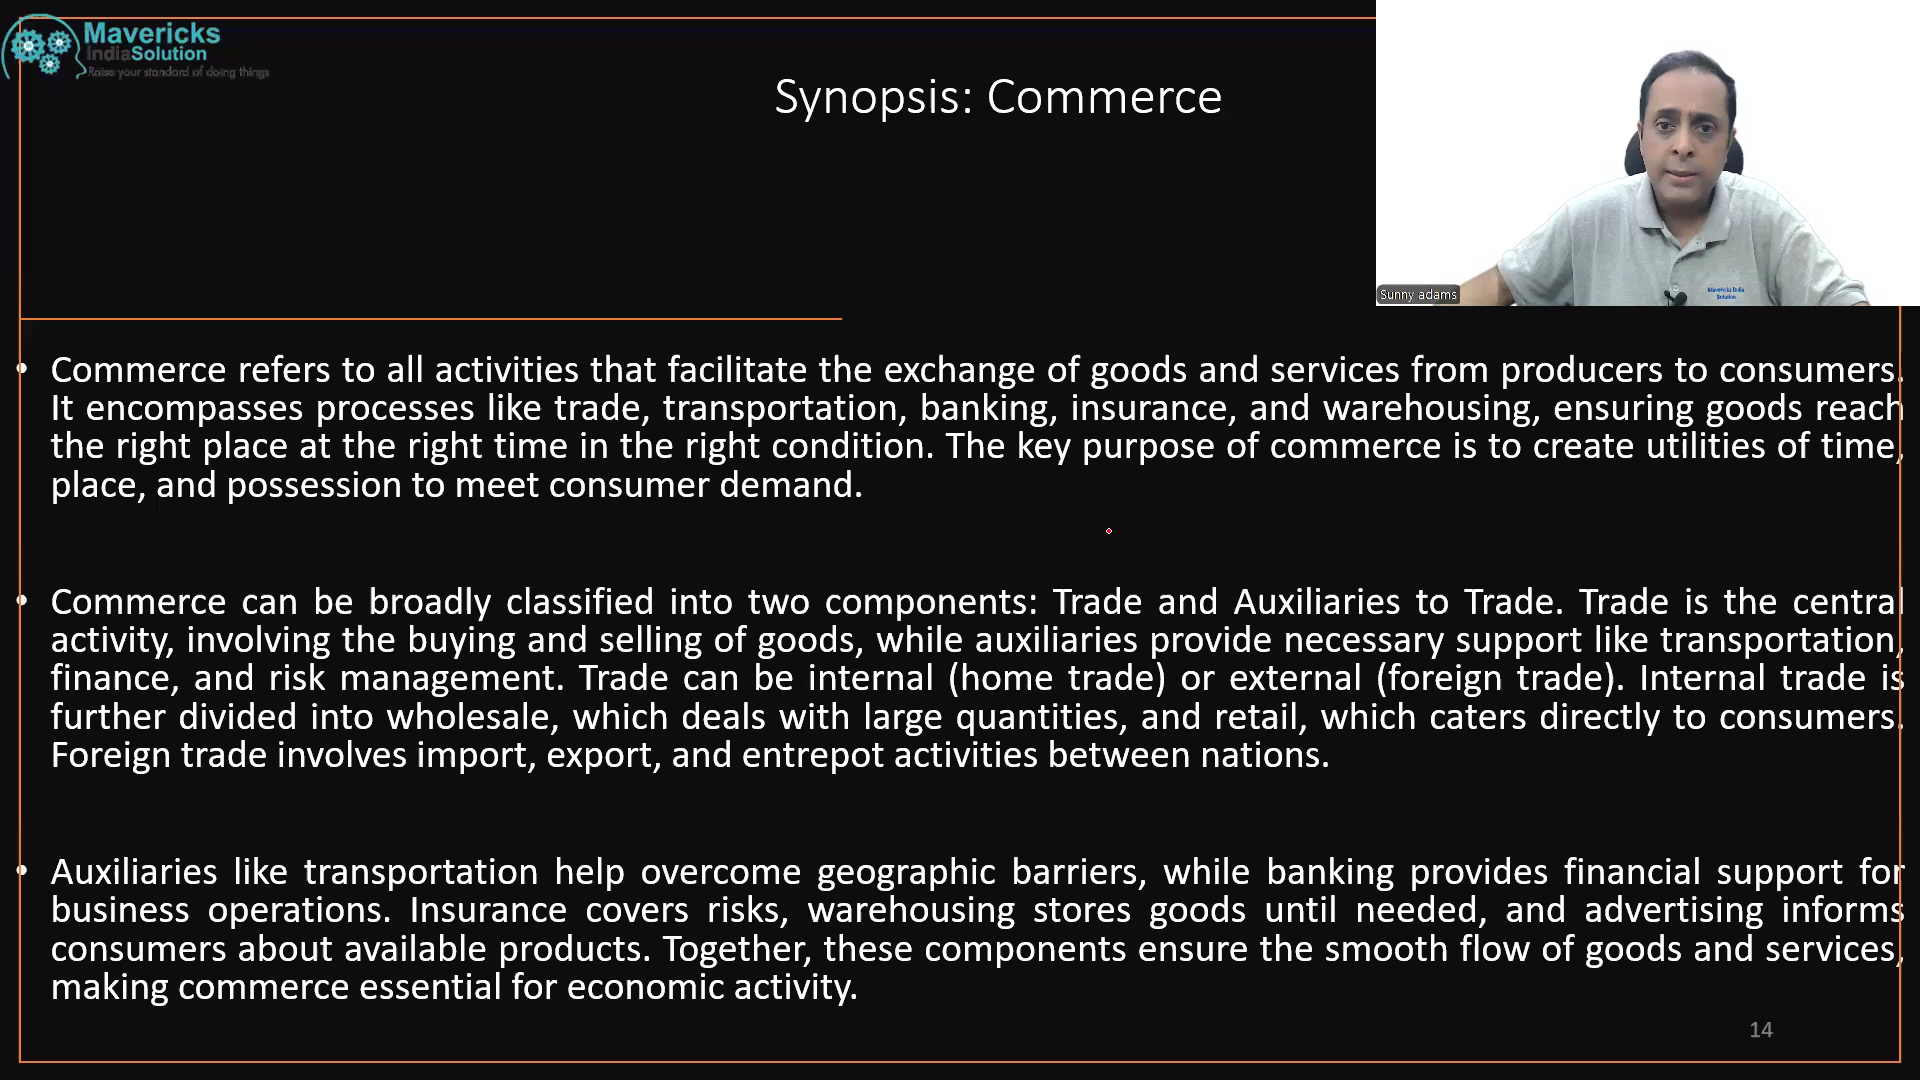 Mavericks
IndiaSolution
Raise your standard of doing things
Synopsis: Commerce
Mavericks India
Solution
Sunny adams
• Commerce refers to all activities that facilitate the exchange of goods and services from producers to consumers.
It encompasses processes like trade, transportation, banking, insurance, and warehousing, ensuring goods reach
the right place at the right time in the right condition. The key purpose of commerce is to create utilities of time,
place, and possession to meet consumer demand.
• Commerce can be broadly classified into two components: Trade and Auxiliaries to Trade. Trade is the central
activity, involving the buying and selling of goods, while auxiliaries provide necessary support like transportation,
finance, and risk management. Trade can be internal (home trade) or external (foreign trade). Internal trade is
further divided into wholesale, which deals with large quantities, and retail, which caters directly to consumers.
Foreign trade involves import, export, and entrepot activities between nations.
• Auxiliaries like transportation help overcome geographic barriers, while banking provides financial support for
business operations. Insurance covers risks, warehousing stores goods until needed, and advertising informs
consumers about available products. Together, these components ensure the smooth flow of goods and services,
making commerce essential for economic activity.
14